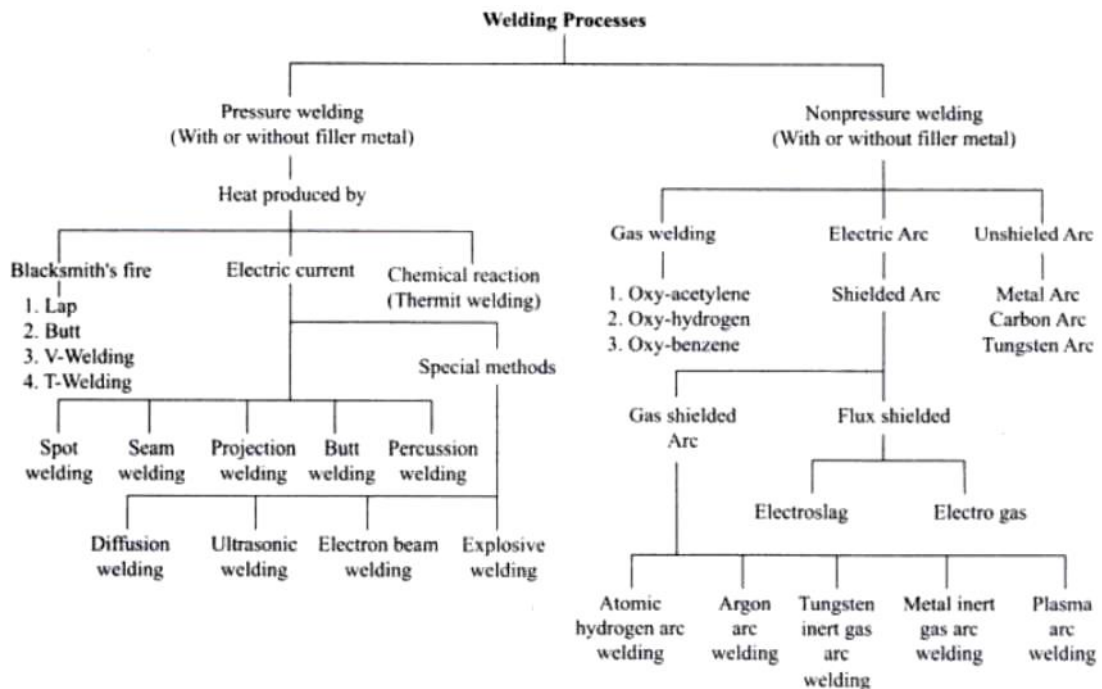 Welding Processes
Pressure welding
(With or without filler metal)
Nonpressure welding
(With or without filler metal)
Heat produced by
Gas welding
Electric Arc
Unshieled Arc
Blacksmith's fire
Electric current
Chemical reaction
(Thermit welding)
1. Lap
2. Butt
3. V-Welding
4. T-Welding
1. Oxy-acetylene
2. Oxy-hydrogen
3. Oxy-benzene
Shielded Arc
Metal Arc
Carbon Arc
Tungsten Arc
Special methods
Gas shielded
Arc
Flux shielded
Spot
welding
Seam
welding
Projection
welding
Butt
welding
Percussion
welding
Electroslag
Electro gas
Diffusion
welding
Ultrasonic
welding
Electron beam
welding
Explosive
welding
Atomic
hydrogen arc
welding
Argon
arc
welding
Tungsten
inert gas
arc
welding
Metal inert
gas arc
welding
Plasma
arc
welding